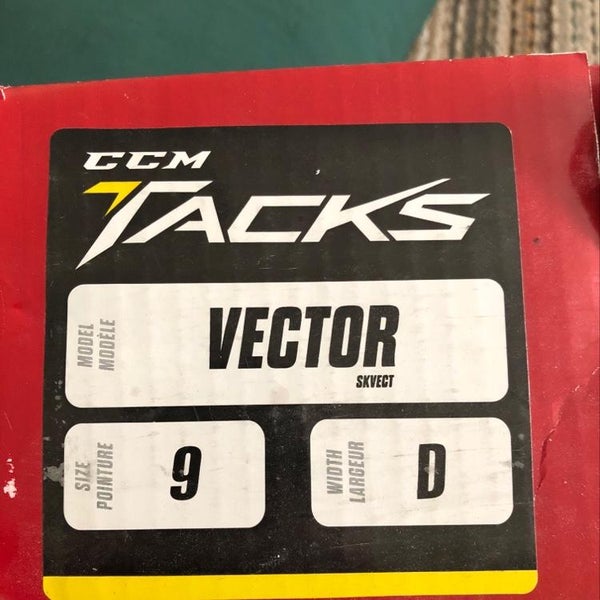 CCM
TACKS
MODEL
MODÈLE
VECTOR
SKVECT
SIZE
POINTURE
9
WIDTH
LARGEUR
D